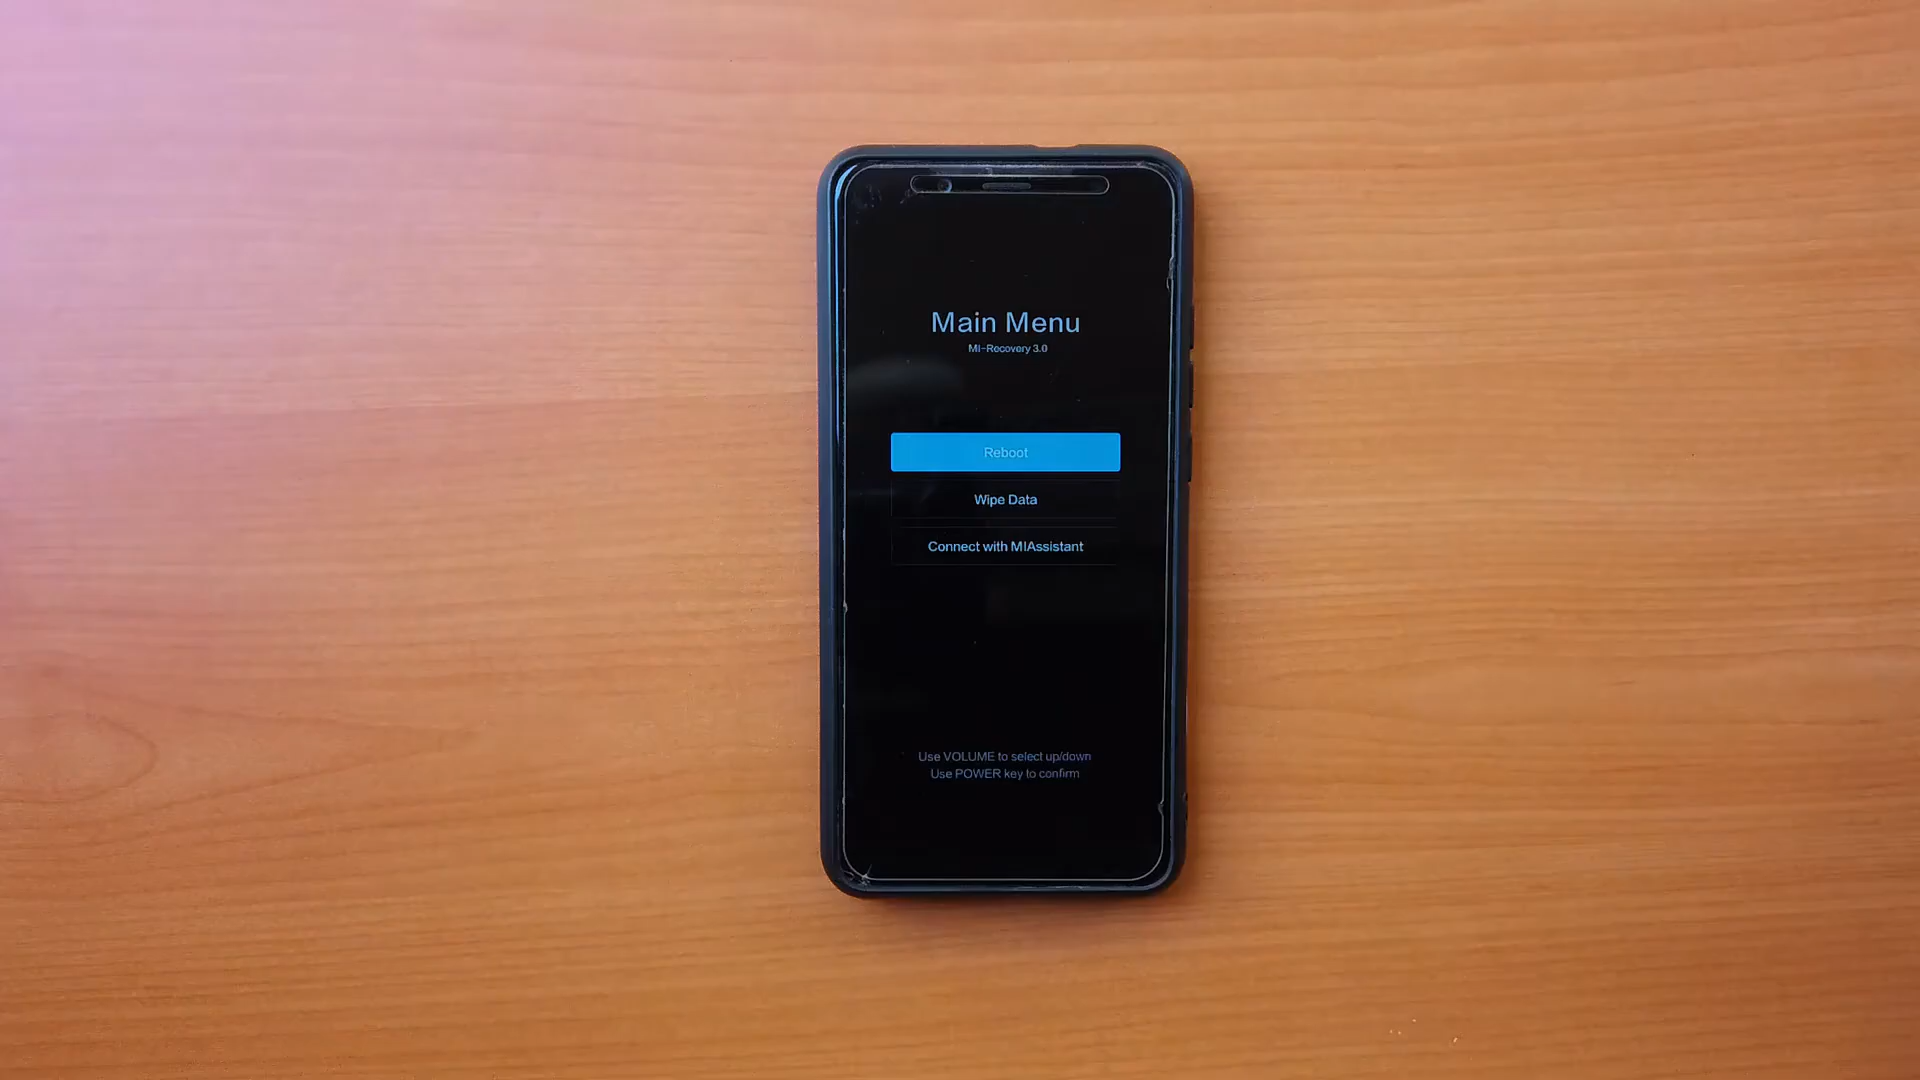 Main Menu
MI-Recovery 3.0
Reboot
Wipe Data
Connect with MIAssistant
Use VOLUME to select up/down
Use POWER key to confirm